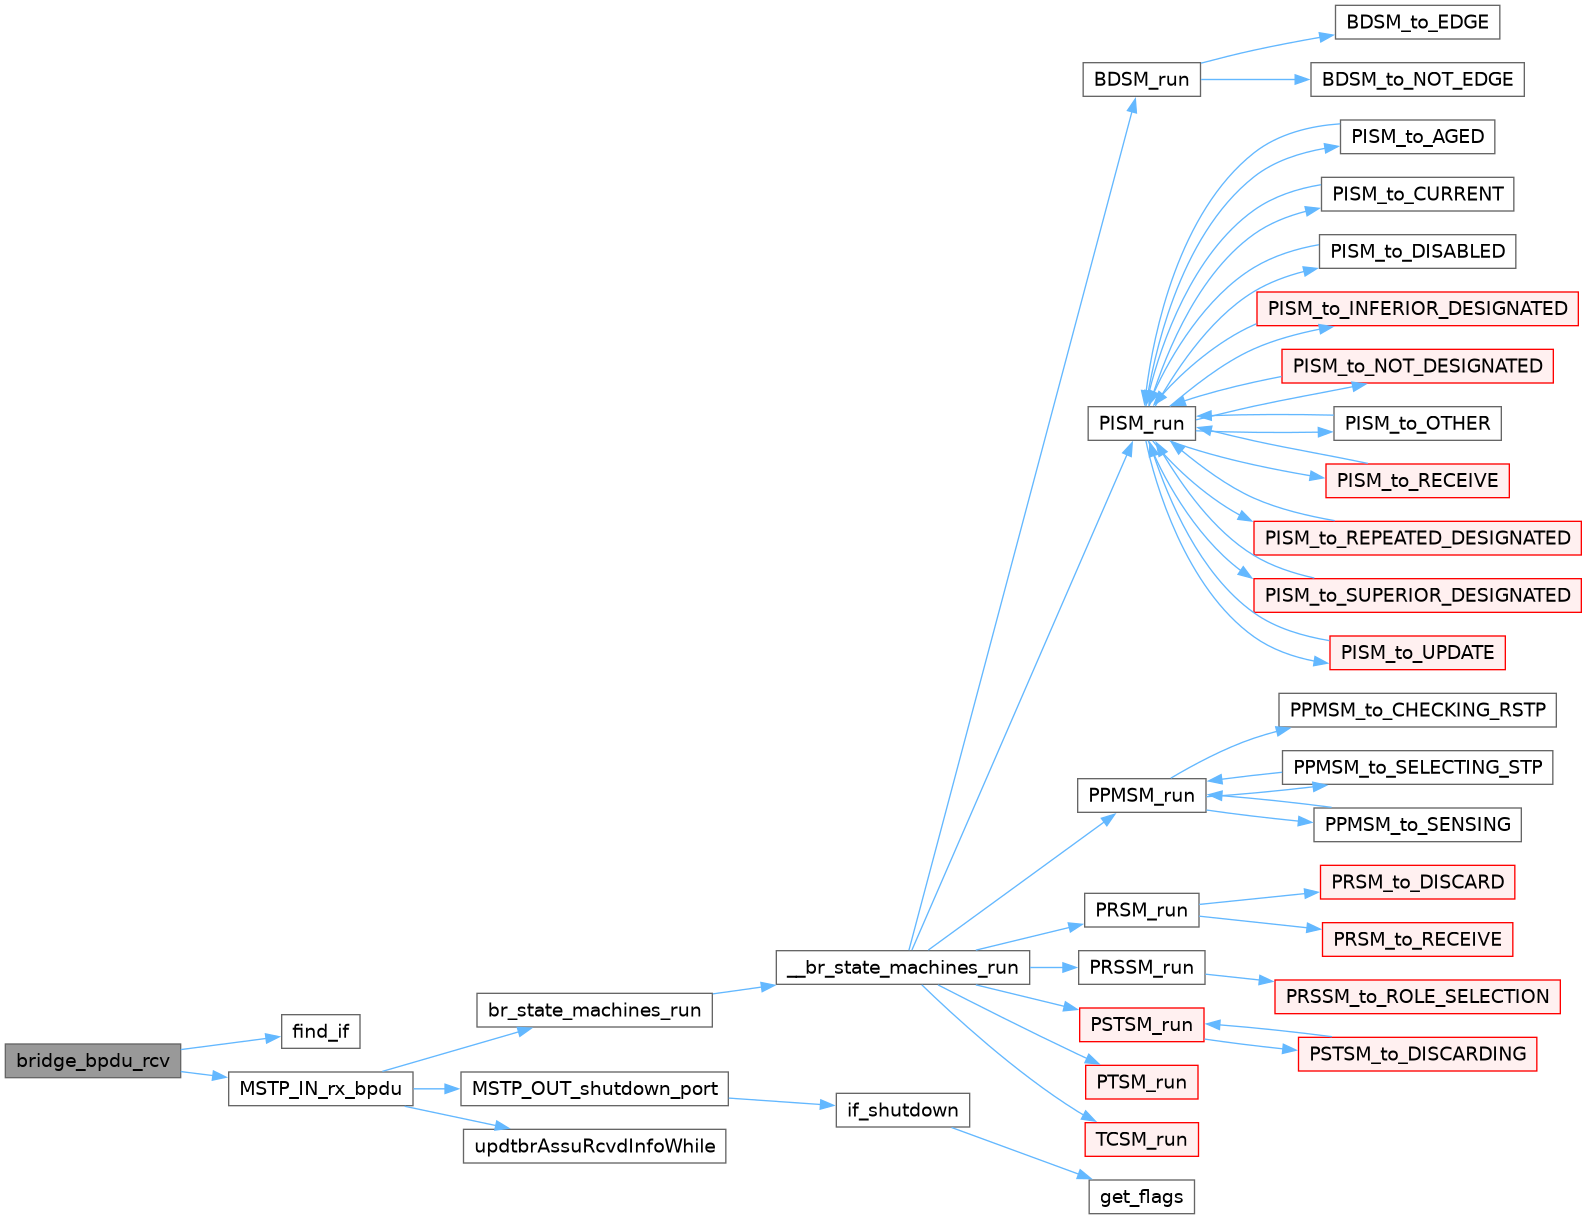 BDSM_to_EDGE
BDSM_run
BDSM_to_NOT_EDGE
PISM_to_AGED
PISM_to_CURRENT
PISM_to_DISABLED
PISM_to_INFERIOR_DESIGNATED
PISM_to_NOT_DESIGNATED
PISM_run
PISM_to_OTHER
PISM_to_RECEIVE
PISM_to_REPEATED_DESIGNATED
PISM_to_SUPERIOR_DESIGNATED
PISM_to_UPDATE
PPMSM_to_CHECKING_RSTP
PPMSM_to_SELECTING_STP
PPMSM_run
PPMSM_to_SENSING
PRSM_to_DISCARD
PRSM_run
PRSM_to_RECEIVE
__br_state_machines_run
PRSSM_run
PRSSM_to_ROLE_SELECTION
br_state_machines_run
PSTSM_run
find_if
PSTSM_to_DISCARDING
bridge_bpdu_rcv
MSTP_IN_rx_bpdu
MSTP_OUT_shutdown_port
PTSM_run
if_shutdown
updtbrAssuRcvdInfoWhile
TCSM_run
get_flags